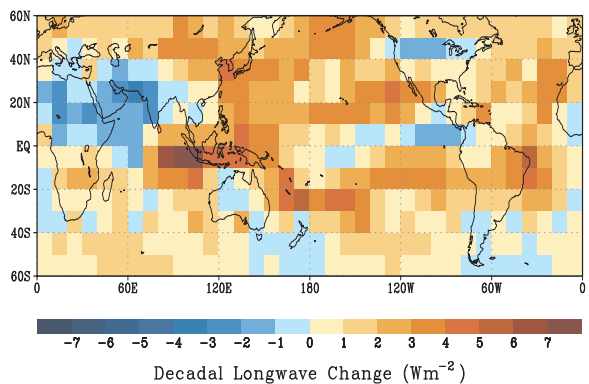 60N
40N
20N
EQ
20S
40S
60S
0 60E 120E 180 120W 60W 0
-7 -6 -5 -4 -3 -2 -1 0 1 2 3 4 5 6 7
Decadal Longwave Change (Wm⁻²)